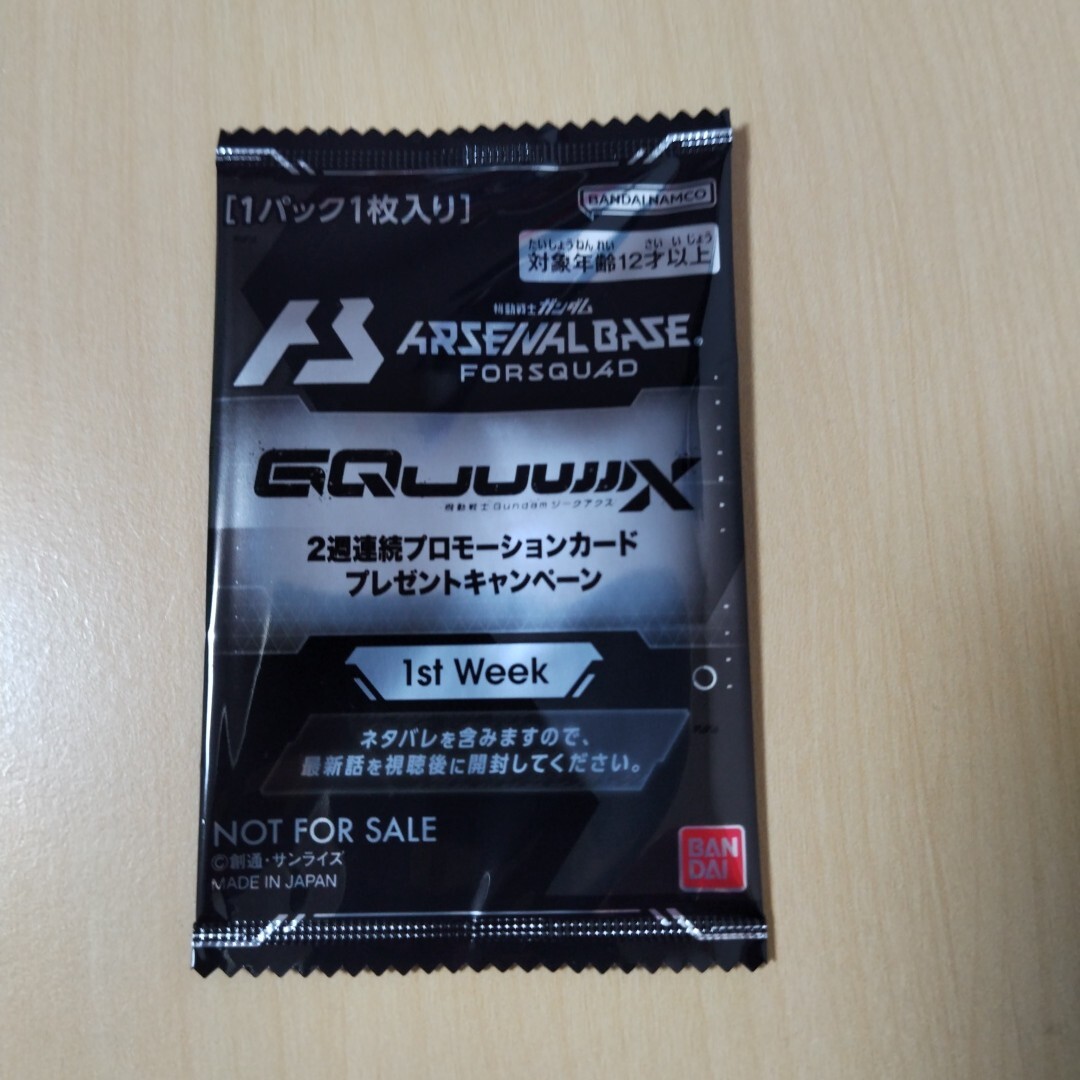 [1パック1枚入り]
BANDAI NAMCO
たいしょうねんれい さいいじょう
対象年齢12才以上
機動戦士ガンダム
ARSENAL BASE
FORSQUAD
GQuuuuuuX
機動戦士Gundamジークアクス
2週連続プロモーションカード
プレゼントキャンペーン
1st Week
ネタバレを含みますので、
最新話を視聴後に開封してください。
NOT FOR SALE
©創通・サンライズ
MADE IN JAPAN
BAN
DAI